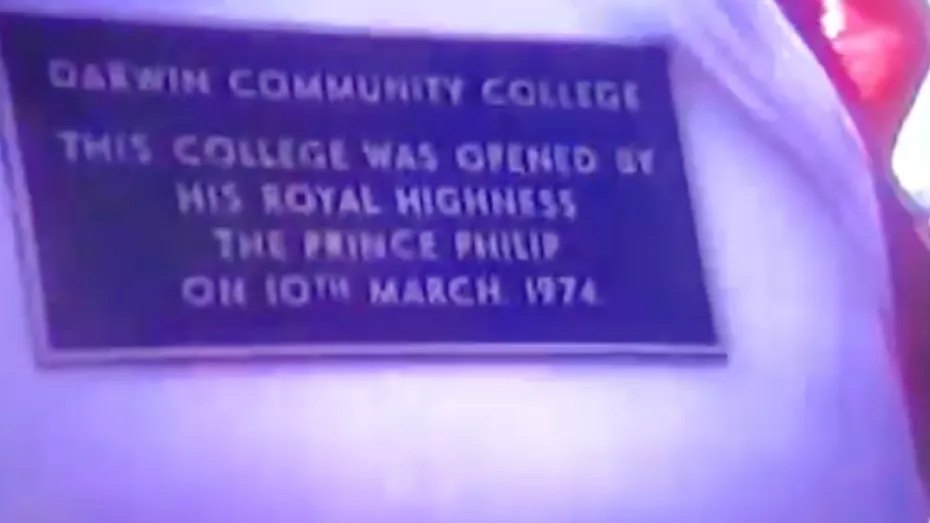 DARWIN COMMUNITY COLLEGE
THIS COLLEGE WAS OPENED BY
HIS ROYAL HIGHNESS
THE PRINCE PHILIP
ON 10TH MARCH. 1974